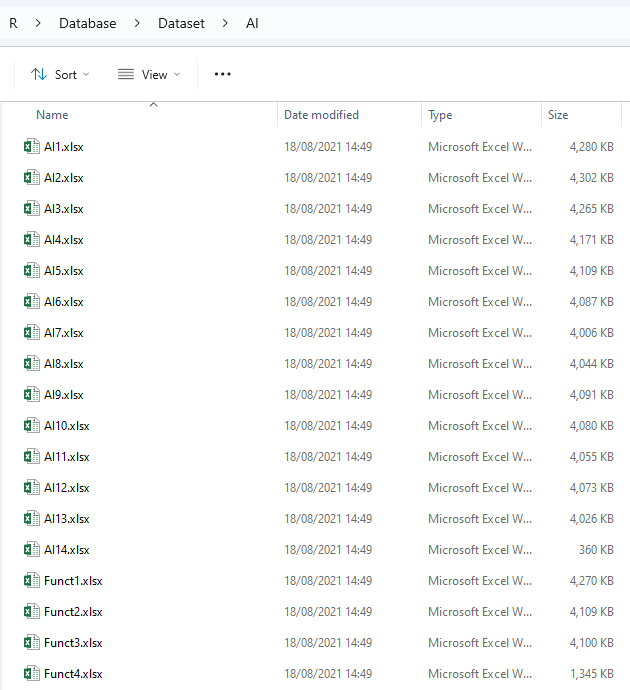 R > Database > Dataset > AI
Sort View
Name Date modified Type Size
AI1.xlsx 18/08/2021 14:49 Microsoft Excel W... 4,280 KB
AI2.xlsx 18/08/2021 14:49 Microsoft Excel W... 4,302 KB
AI3.xlsx 18/08/2021 14:49 Microsoft Excel W... 4,265 KB
AI4.xlsx 18/08/2021 14:49 Microsoft Excel W... 4,171 KB
AI5.xlsx 18/08/2021 14:49 Microsoft Excel W... 4,109 KB
AI6.xlsx 18/08/2021 14:49 Microsoft Excel W... 4,087 KB
AI7.xlsx 18/08/2021 14:49 Microsoft Excel W... 4,006 KB
AI8.xlsx 18/08/2021 14:49 Microsoft Excel W... 4,044 KB
AI9.xlsx 18/08/2021 14:49 Microsoft Excel W... 4,091 KB
AI10.xlsx 18/08/2021 14:49 Microsoft Excel W... 4,080 KB
AI11.xlsx 18/08/2021 14:49 Microsoft Excel W... 4,055 KB
AI12.xlsx 18/08/2021 14:49 Microsoft Excel W... 4,073 KB
AI13.xlsx 18/08/2021 14:49 Microsoft Excel W... 4,026 KB
AI14.xlsx 18/08/2021 14:49 Microsoft Excel W... 360 KB
Funct1.xlsx 18/08/2021 14:49 Microsoft Excel W... 4,270 KB
Funct2.xlsx 18/08/2021 14:49 Microsoft Excel W... 4,109 KB
Funct3.xlsx 18/08/2021 14:49 Microsoft Excel W... 4,100 KB
Funct4.xlsx 18/08/2021 14:49 Microsoft Excel W... 1,345 KB